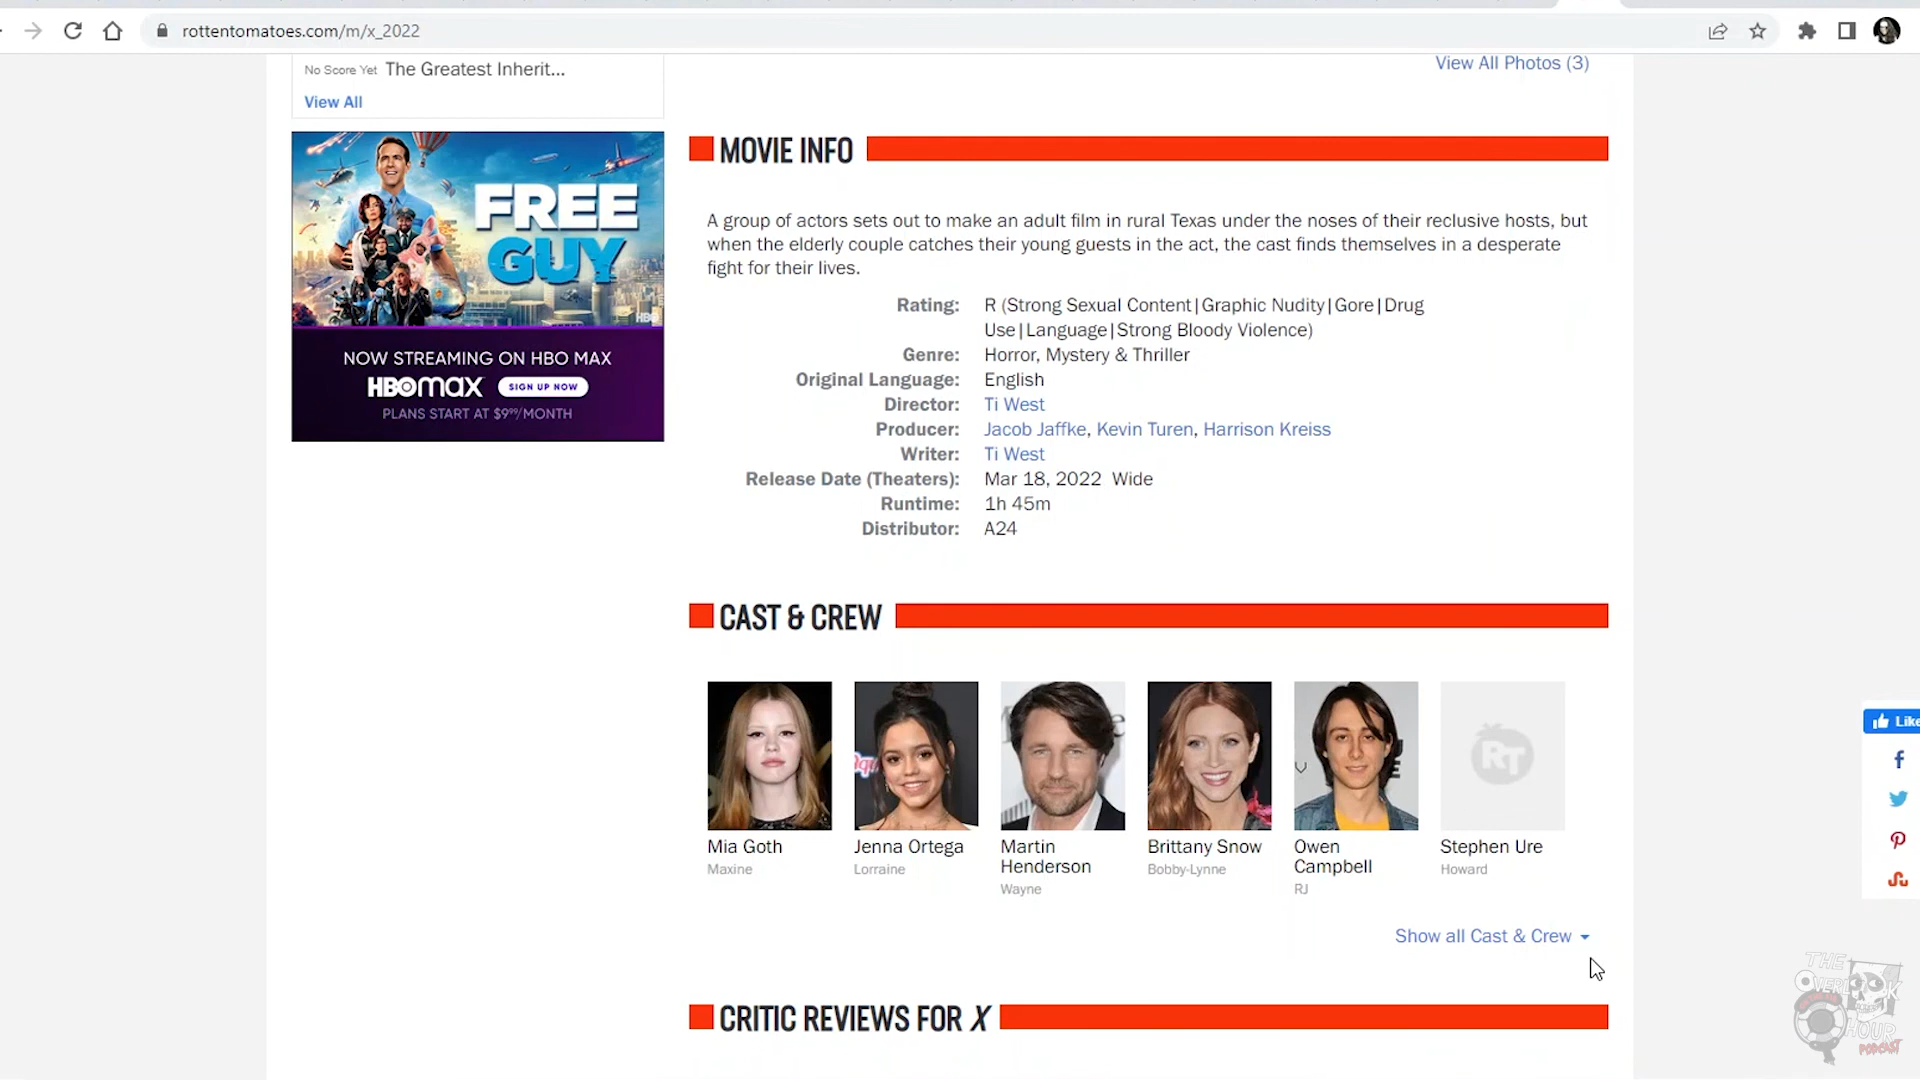 rottentomatoes.com/m/x_2022
No Score Yet The Greatest Inherit...
View All
View All Photos (3)
FREE
GUY
HBO
NOW STREAMING ON HBO MAX
HBOmax SIGN UP NOW
PLANS START AT $9⁹⁹/MONTH
MOVIE INFO
A group of actors sets out to make an adult film in rural Texas under the noses of their reclusive hosts, but
when the elderly couple catches their young guests in the act, the cast finds themselves in a desperate
fight for their lives.
Rating: R (Strong Sexual Content|Graphic Nudity|Gore|Drug
Use|Language|Strong Bloody Violence)
Genre: Horror, Mystery & Thriller
Original Language: English
Director: Ti West
Producer: Jacob Jaffke, Kevin Turen, Harrison Kreiss
Writer: Ti West
Release Date (Theaters): Mar 18, 2022 Wide
Runtime: 1h 45m
Distributor: A24
CAST & CREW
RT
Mia Goth
Maxine
Jenna Ortega
Lorraine
Martin
Henderson
Wayne
Brittany Snow
Bobby-Lynne
Owen
Campbell
RJ
Stephen Ure
Howard
Show all Cast & Crew
CRITIC REVIEWS FOR X
Like
THE
OVERLOOK
HOUR
PODCAST